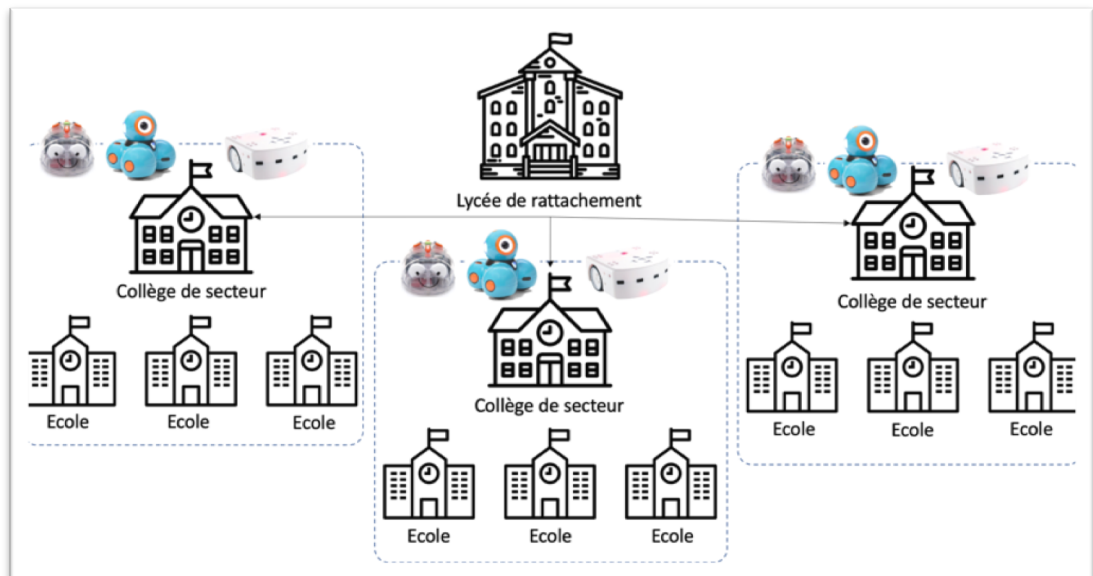 Lycée de rattachement
Collège de secteur
Ecole
Ecole
Ecole
Collège de secteur
Ecole
Ecole
Ecole
Collège de secteur
Ecole
Ecole
Ecole